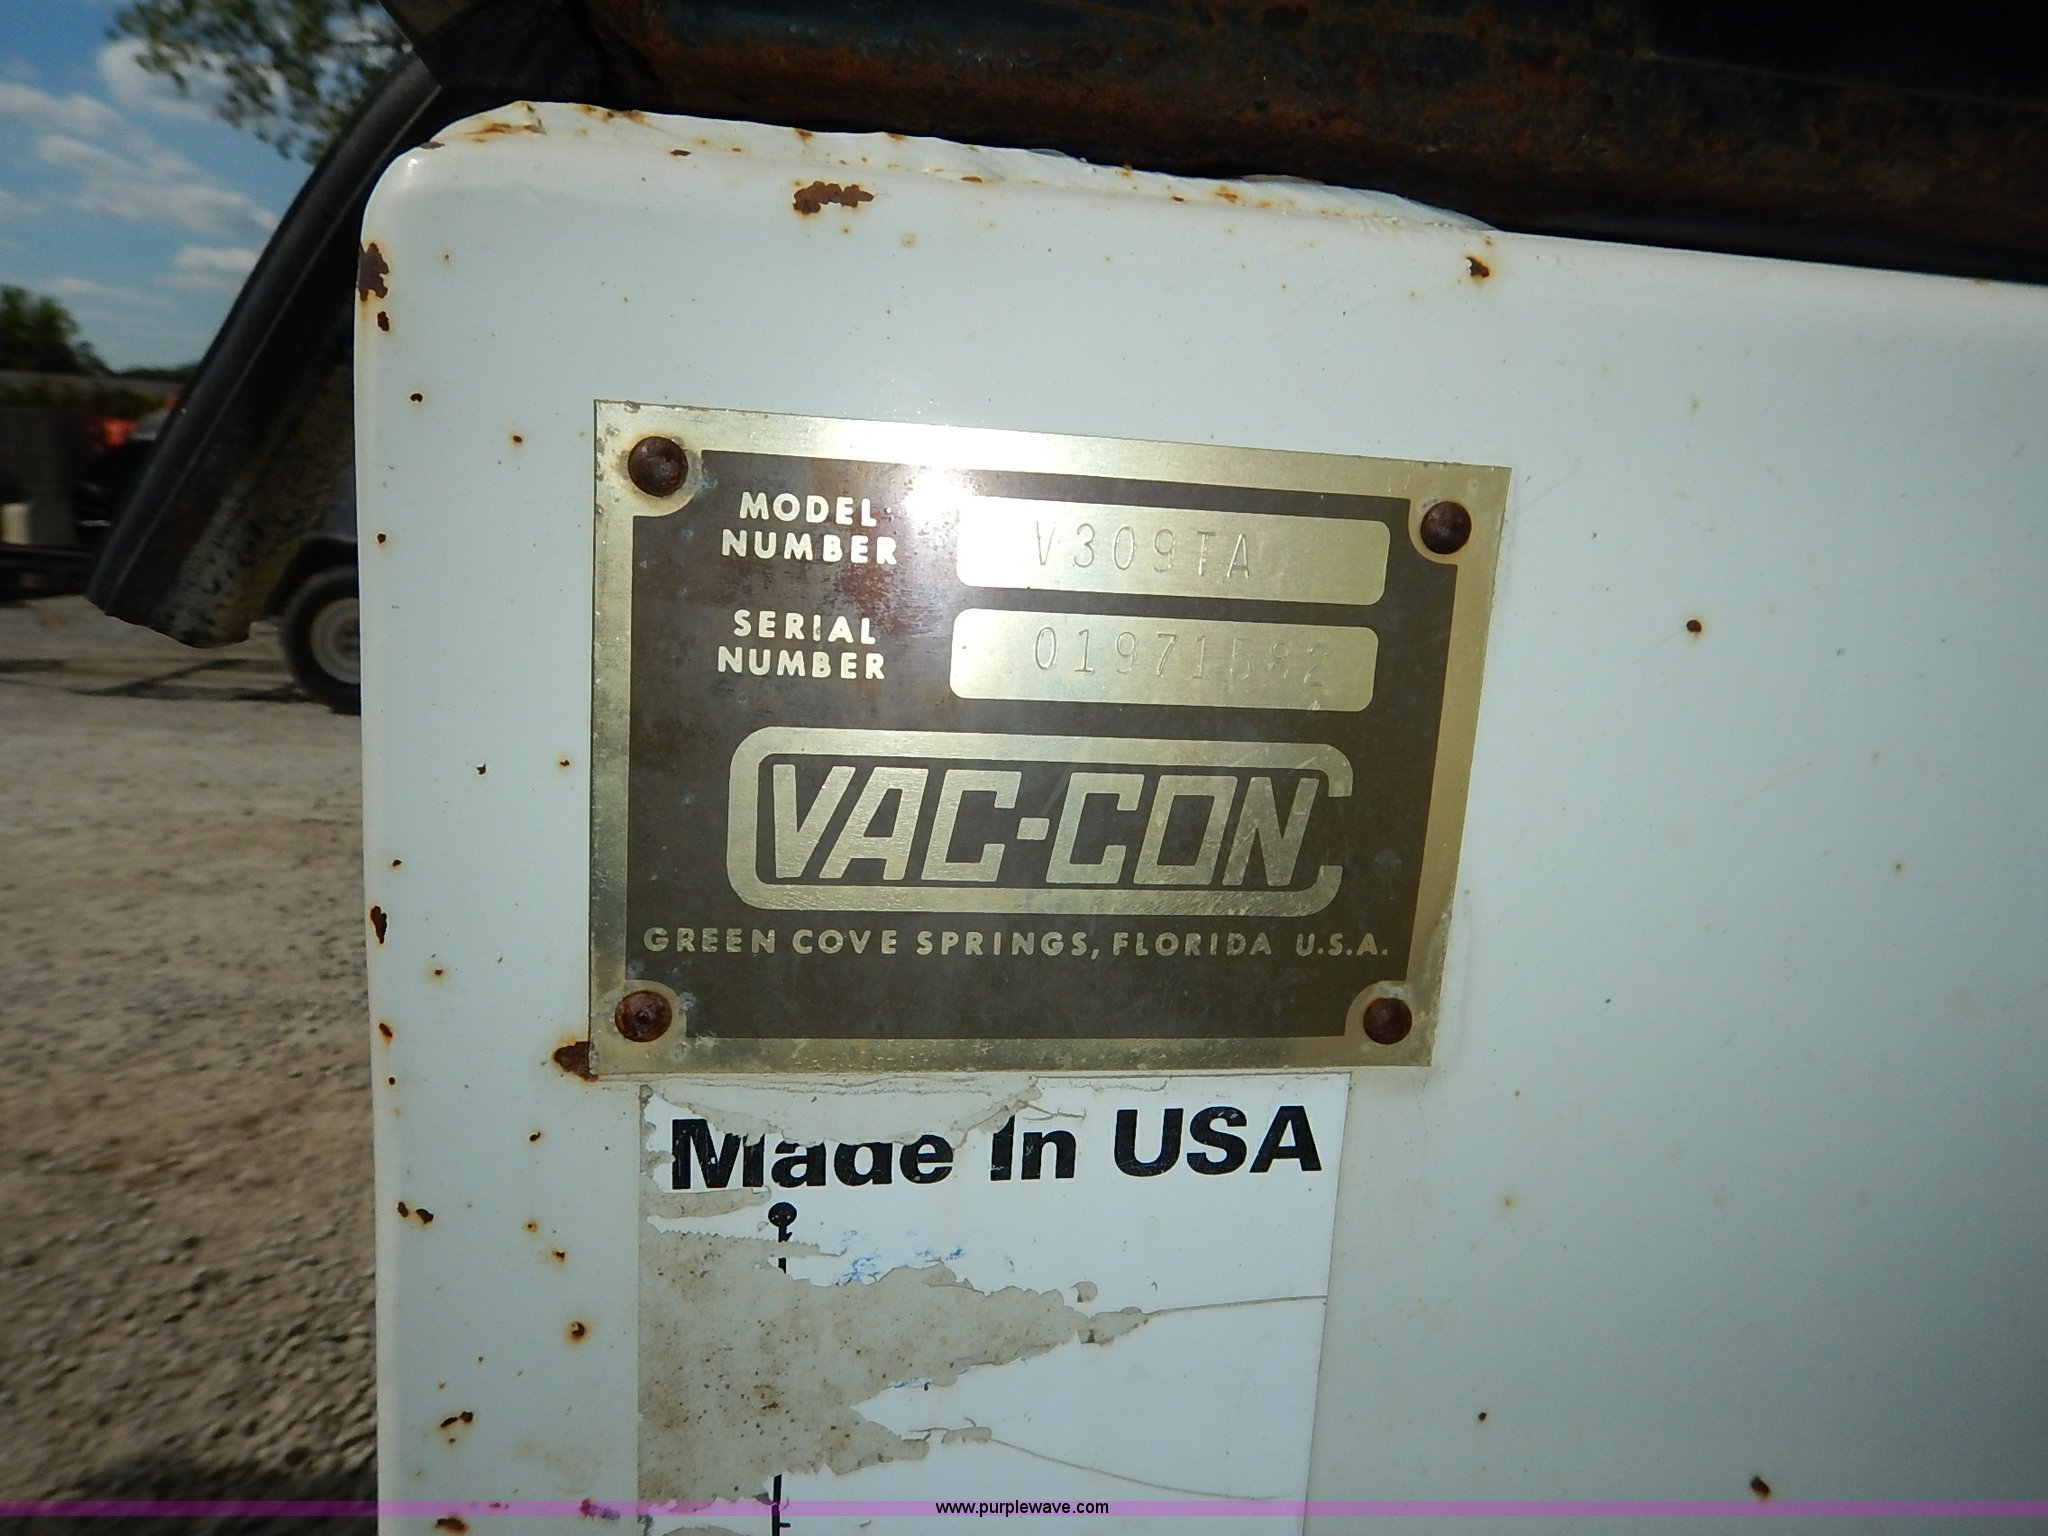 MODEL
NUMBER
V309TA
SERIAL
NUMBER
VAC-CON
GREEN COVE SPRINGS, FLORIDA U.S.A.
Made In USA
www.purplewave.com